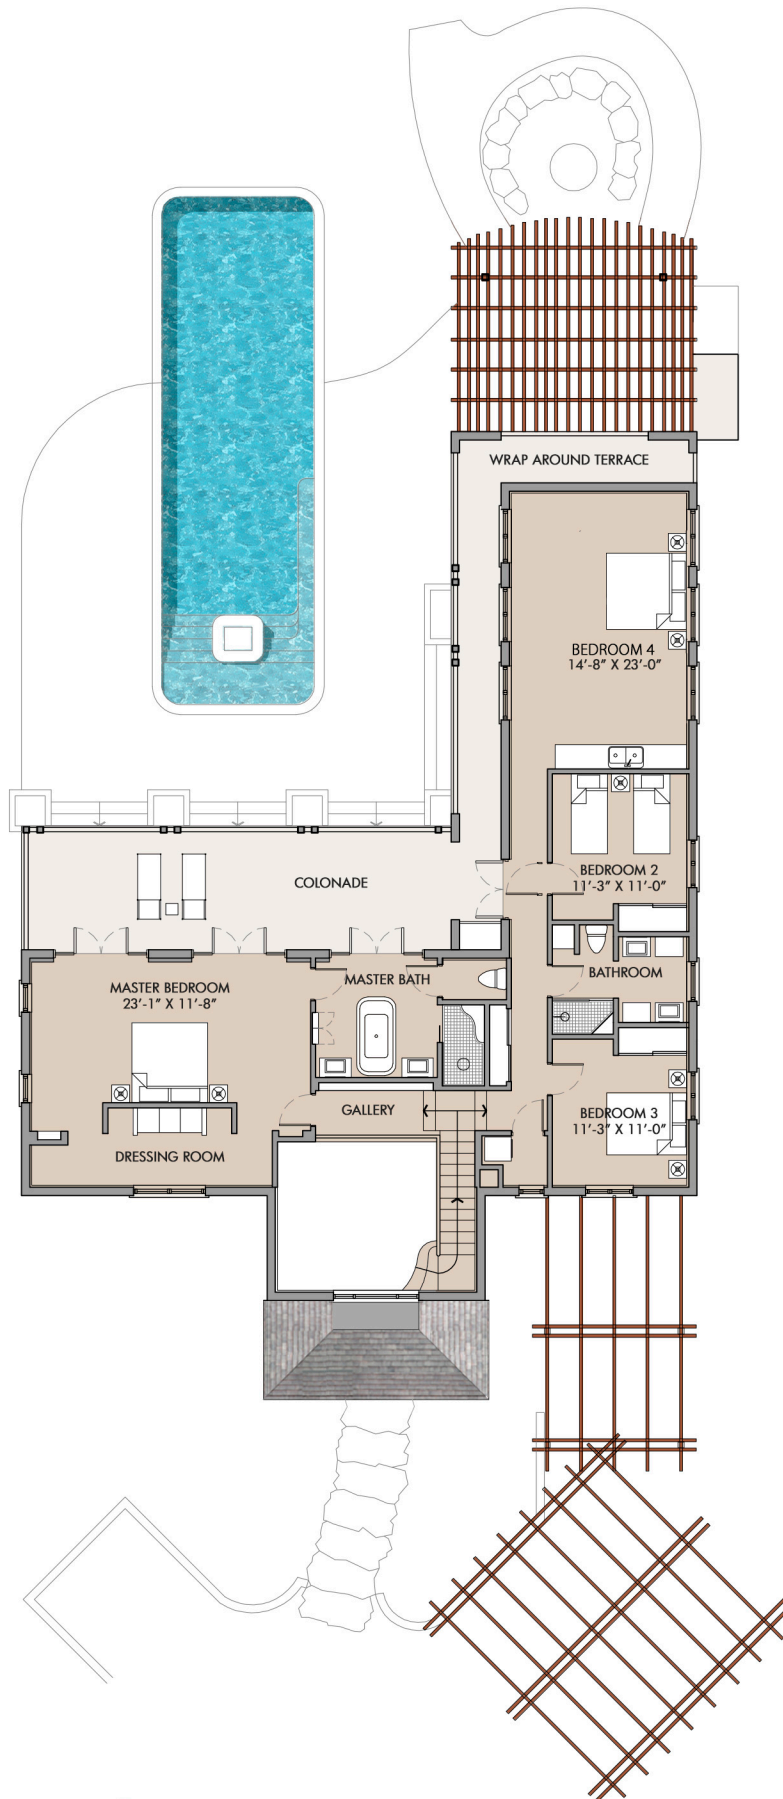 WRAP AROUND TERRACE
BEDROOM 4
14'-8" X 23'-0"
BEDROOM 2
11'-3" X 11'-0"
COLONADE
BATHROOM
MASTER BATH
MASTER BEDROOM
23'-1" X 11'-8"
GALLERY
BEDROOM 3
11'-3" X 11'-0"
DRESSING ROOM